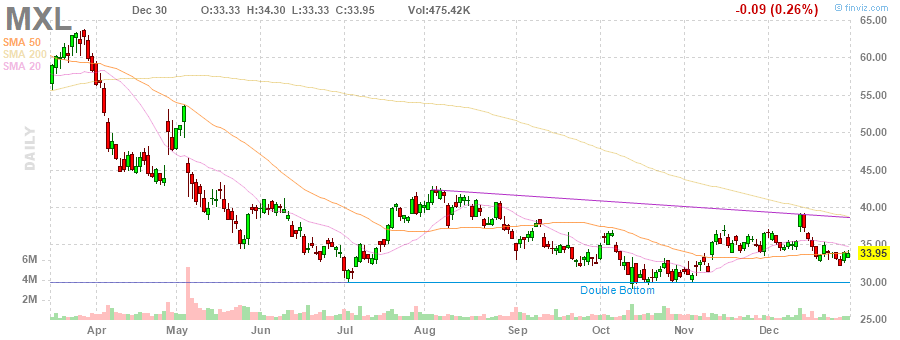 MXL Dec 30 O:33.33 H:34.30 L:33.33 C:33.95 Vol:475.42K -0.09 (0.26%) @ finviz.com
SMA 50
SMA 200
SMA 20
DAILY
65.00
60.00
55.00
50.00
45.00
40.00
35.00
33.95
30.00
25.00
6M
4M
2M
Double Bottom
Apr May Jun Jul Aug Sep Oct Nov Dec